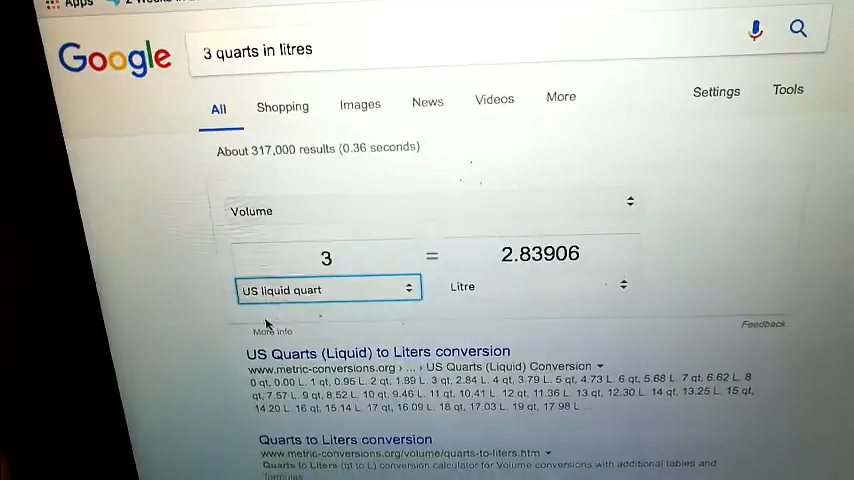 Apps
Google
3 quarts in litres
All Shopping Images News Videos More Settings Tools
About 317,000 results (0.36 seconds)
Volume
3 = 2.83906
US liquid quart Litre
More info Feedback
US Quarts (Liquid) to Liters conversion
www.metric-conversions.org › ... › US Quarts (Liquid) Conversion
0 qt, 0.00 L. 1 qt, 0.95 L. 2 qt, 1.89 L. 3 qt, 2.84 L. 4 qt, 3.79 L. 5 qt, 4.73 L. 6 qt, 5.68 L. 7 qt, 6.62 L. 8
qt, 7.57 L. 9 qt, 8.52 L. 10 qt, 9.46 L. 11 qt, 10.41 L. 12 qt, 11.36 L. 13 qt, 12.30 L. 14 qt, 13.25 L. 15 qt,
14.20 L. 16 qt, 15.14 L. 17 qt, 16.09 L. 18 qt, 17.03 L. 19 qt, 17.98 L ...
Quarts to Liters conversion
www.metric-conversions.org/volume/quarts-to-liters.htm
Quarts to Liters (qt to L) conversion calculator for Volume conversions with additional tables and
formulas